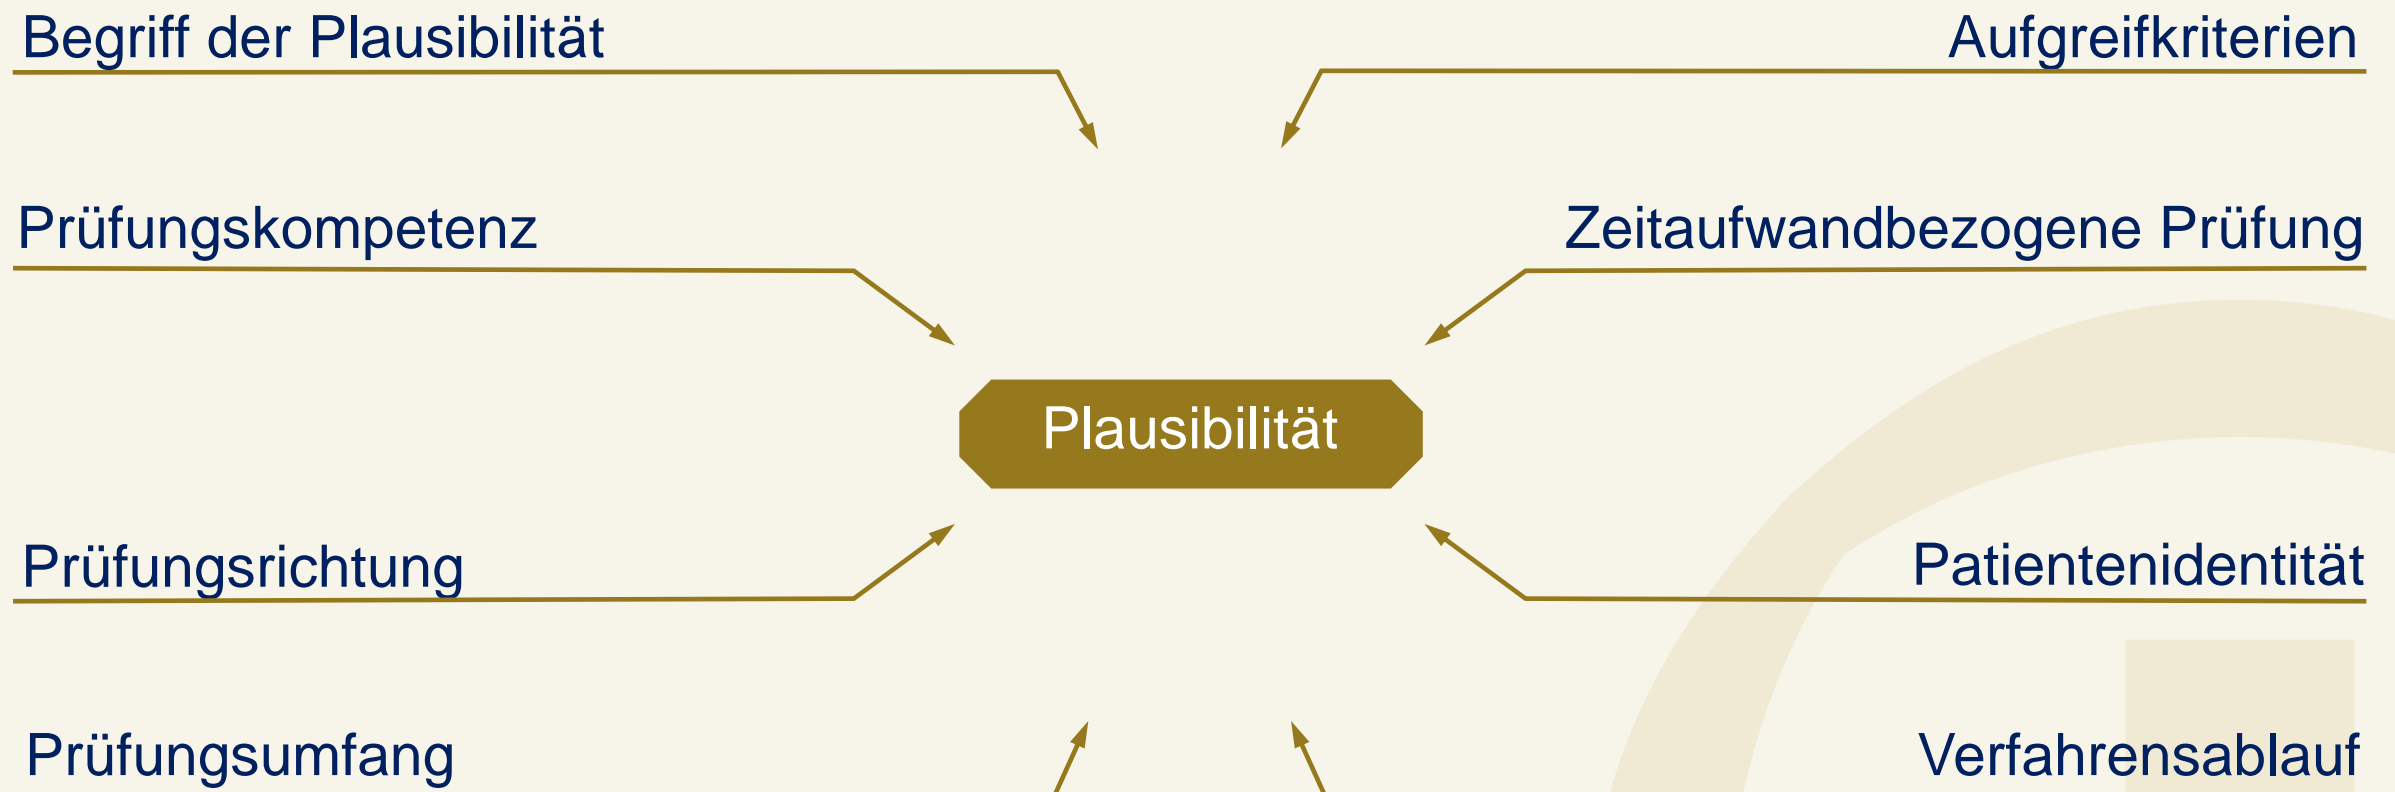 Begriff der Plausibilität
Aufgreifkriterien
Prüfungskompetenz
Zeitaufwandbezogene Prüfung
Plausibilität
Prüfungsrichtung
Patientenidentität
Prüfungsumfang
Verfahrensablauf